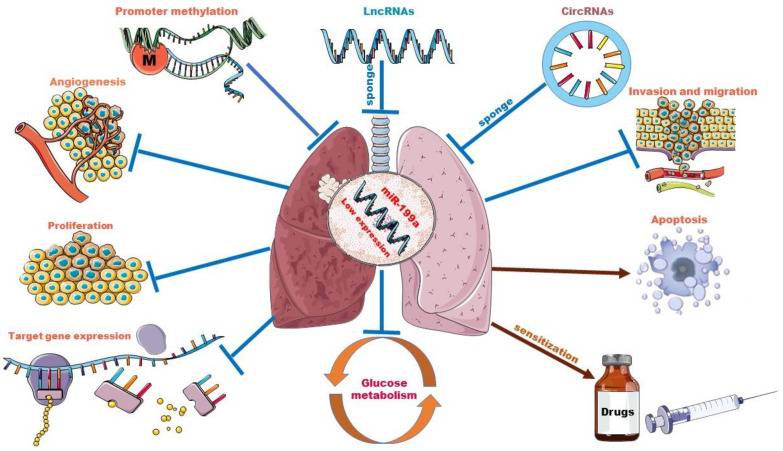 Promoter methylation
LncRNAs
CircRNAs
M
sponge
sponge
Angiogenesis
Invasion and migration
miR-199a
Low expression
Proliferation
Apoptosis
Target gene expression
sensitization
Glucose
metabolism
Drugs